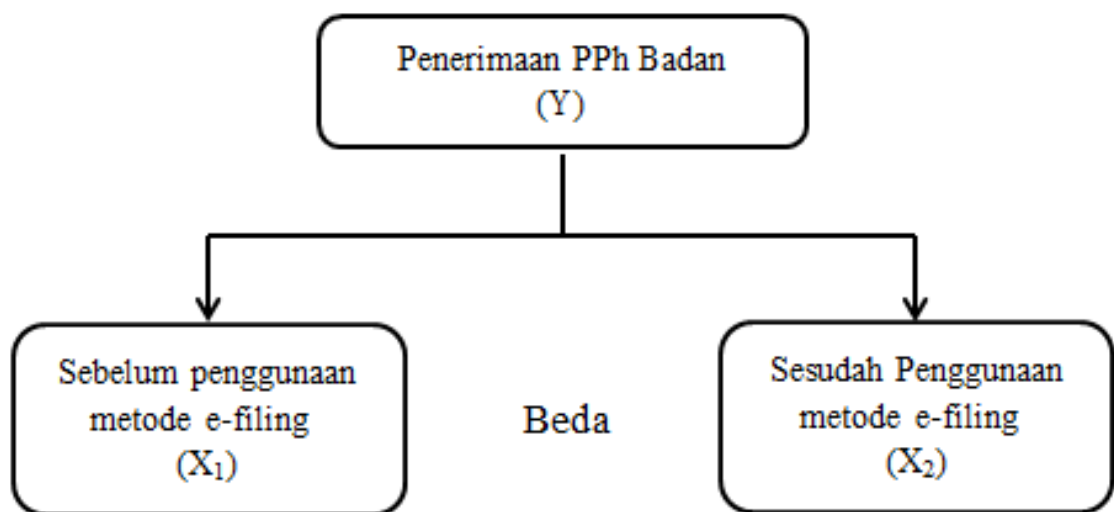 Penerimaan PPh Badan
(Y)
Sebelum penggunaan
metode e-filing
(X₁)
Beda
Sesudah Penggunaan
metode e-filing
(X₂)